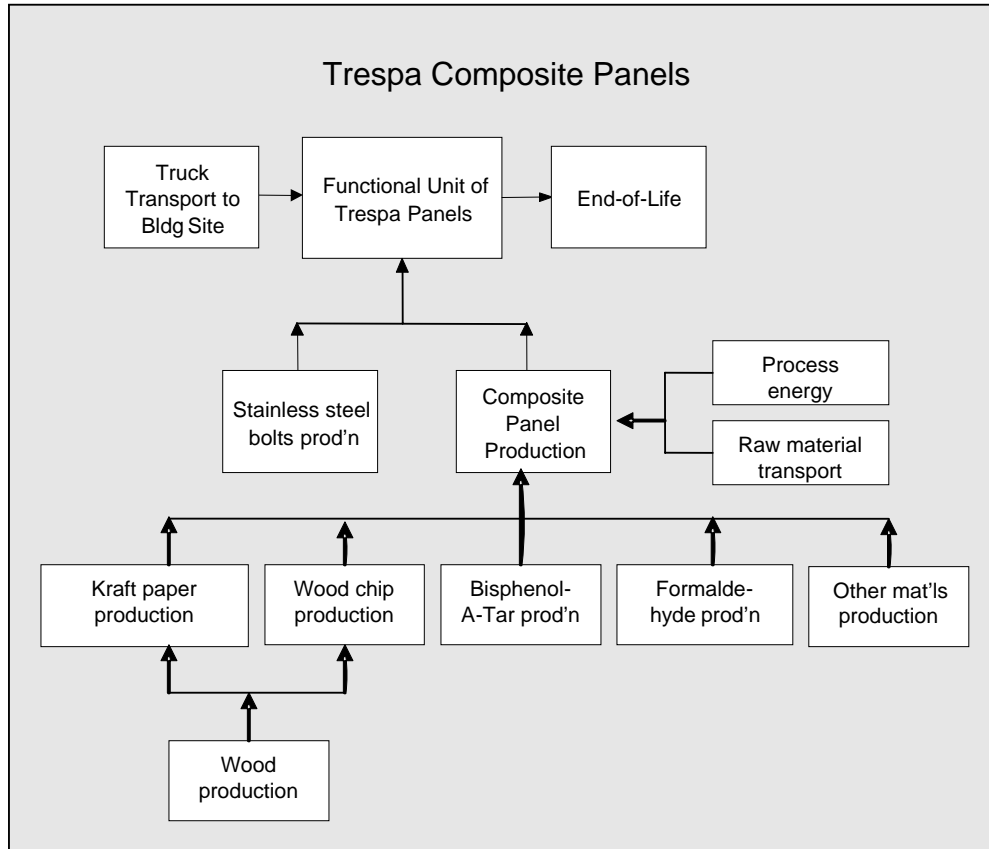 Trespa Composite Panels
Truck
Transport to
Bldg Site
Functional Unit of
Trespa Panels
End-of-Life
Stainless steel
bolts prod'n
Composite
Panel
Production
Process
energy
Raw material
transport
Kraft paper
production
Wood chip
production
Bisphenol-
A-Tar prod'n
Formalde-
hyde prod'n
Other mat'ls
production
Wood
production